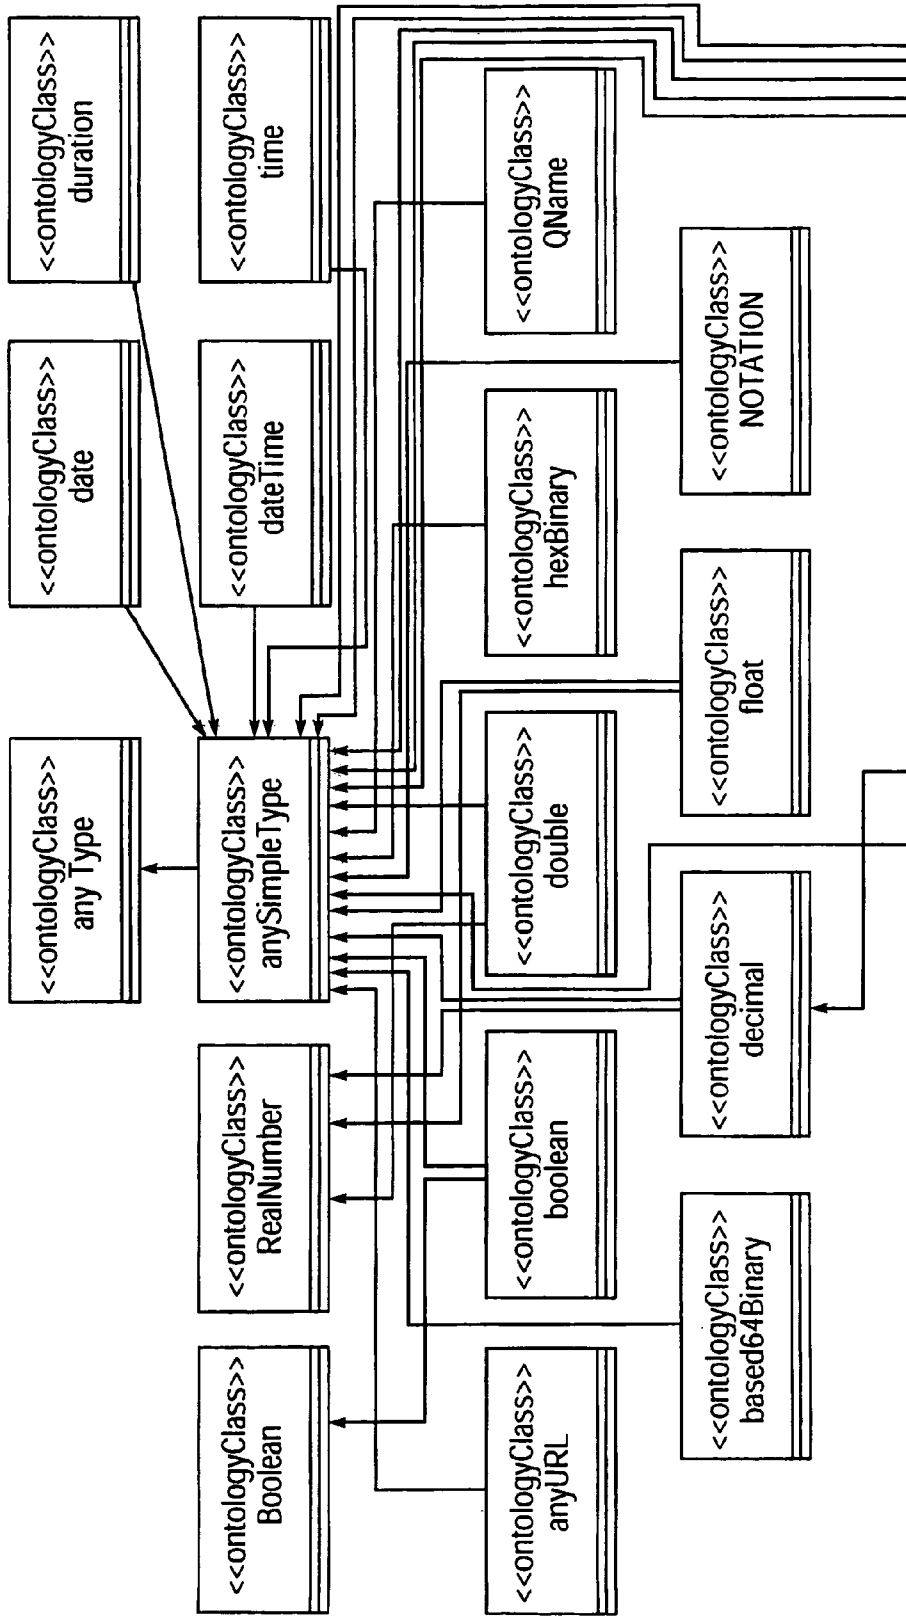 <<ontologyClass>>
any Type
<<ontologyClass>>
date
<<ontologyClass>>
duration
<<ontologyClass>>
Boolean
<<ontologyClass>>
RealNumber
<<ontologyClass>>
anySimpleType
<<ontologyClass>>
dateTime
<<ontologyClass>>
time
<<ontologyClass>>
anyURL
<<ontologyClass>>
boolean
<<ontologyClass>>
double
<<ontologyClass>>
hexBinary
<<ontologyClass>>
QName
<<ontologyClass>>
based64Binary
<<ontologyClass>>
decimal
<<ontologyClass>>
float
<<ontologyClass>>
NOTATION